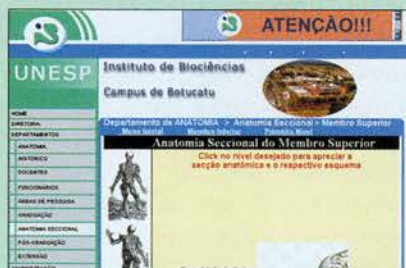 ATENÇÃO!!!
UNESP
Instituto de Biociências
Campus de Botucatu
HOME
DIRETORIA
DEPARTAMENTOS
ANATOMIA
HISTÓRICO
DOCENTES
FUNCIONÁRIOS
ÁREAS DE PESQUISA
GRADUAÇÃO
ANATOMIA SECCIONAL
PÓS-GRADUAÇÃO
EXTENSÃO
Departamento de ANATOMIA > Anatomia Seccional > Membro Superior
Menu Inicial Membro Inferior Primeiro Nível
Anatomia Seccional do Membro Superior
Click no nível desejado para apreciar a
secção anatômica e o respectivo esquema